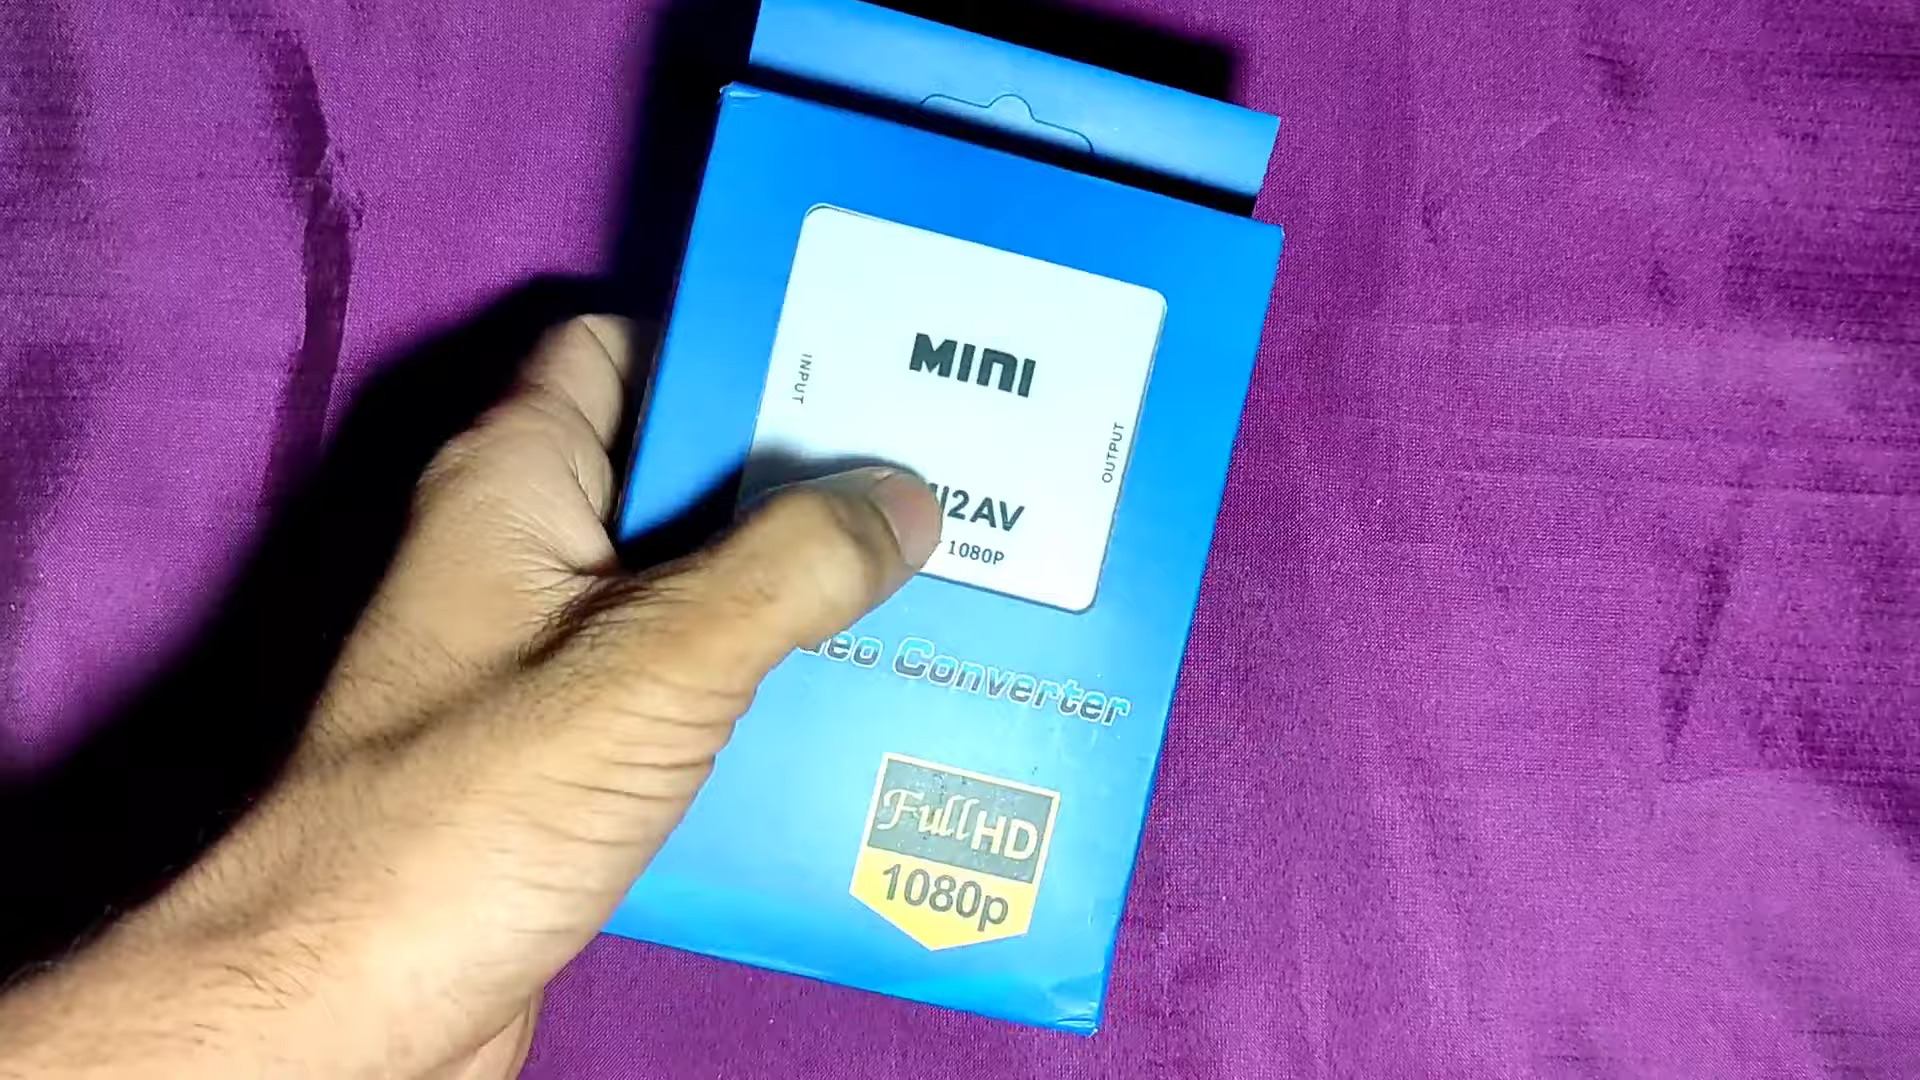 MINI
INPUT
OUTPUT
2AV
1080P
Converter
Full HD
1080p